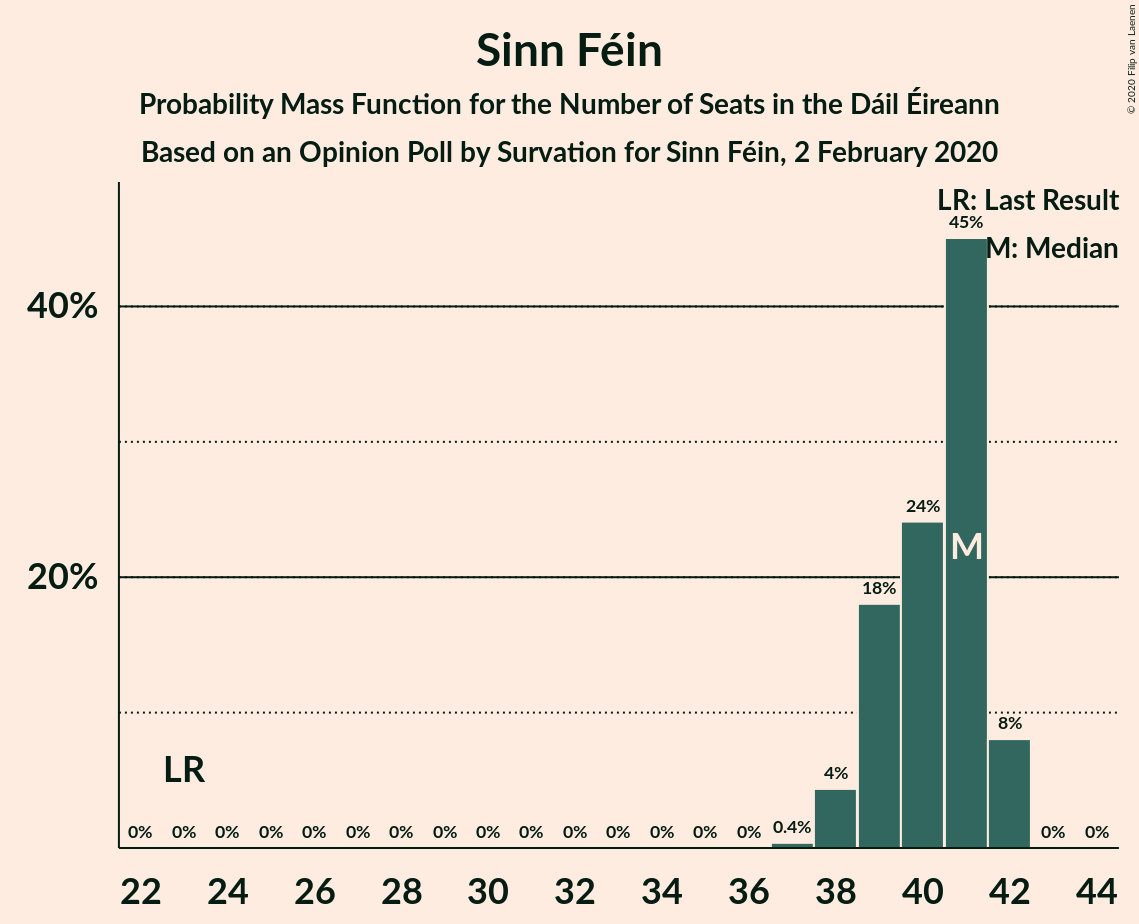 Sinn Féin
Probability Mass Function for the Number of Seats in the Dáil Éireann
Based on an Opinion Poll by Survation for Sinn Féin, 2 February 2020
© 2020 Filip van Laenen
LR: Last Result
M: Median
45%
40%
24%
M
20%
18%
8%
LR
4%
0% 0% 0% 0% 0% 0% 0% 0% 0% 0% 0% 0% 0% 0% 0% 0.4% 0% 0%
22 24 26 28 30 32 34 36 38 40 42 44